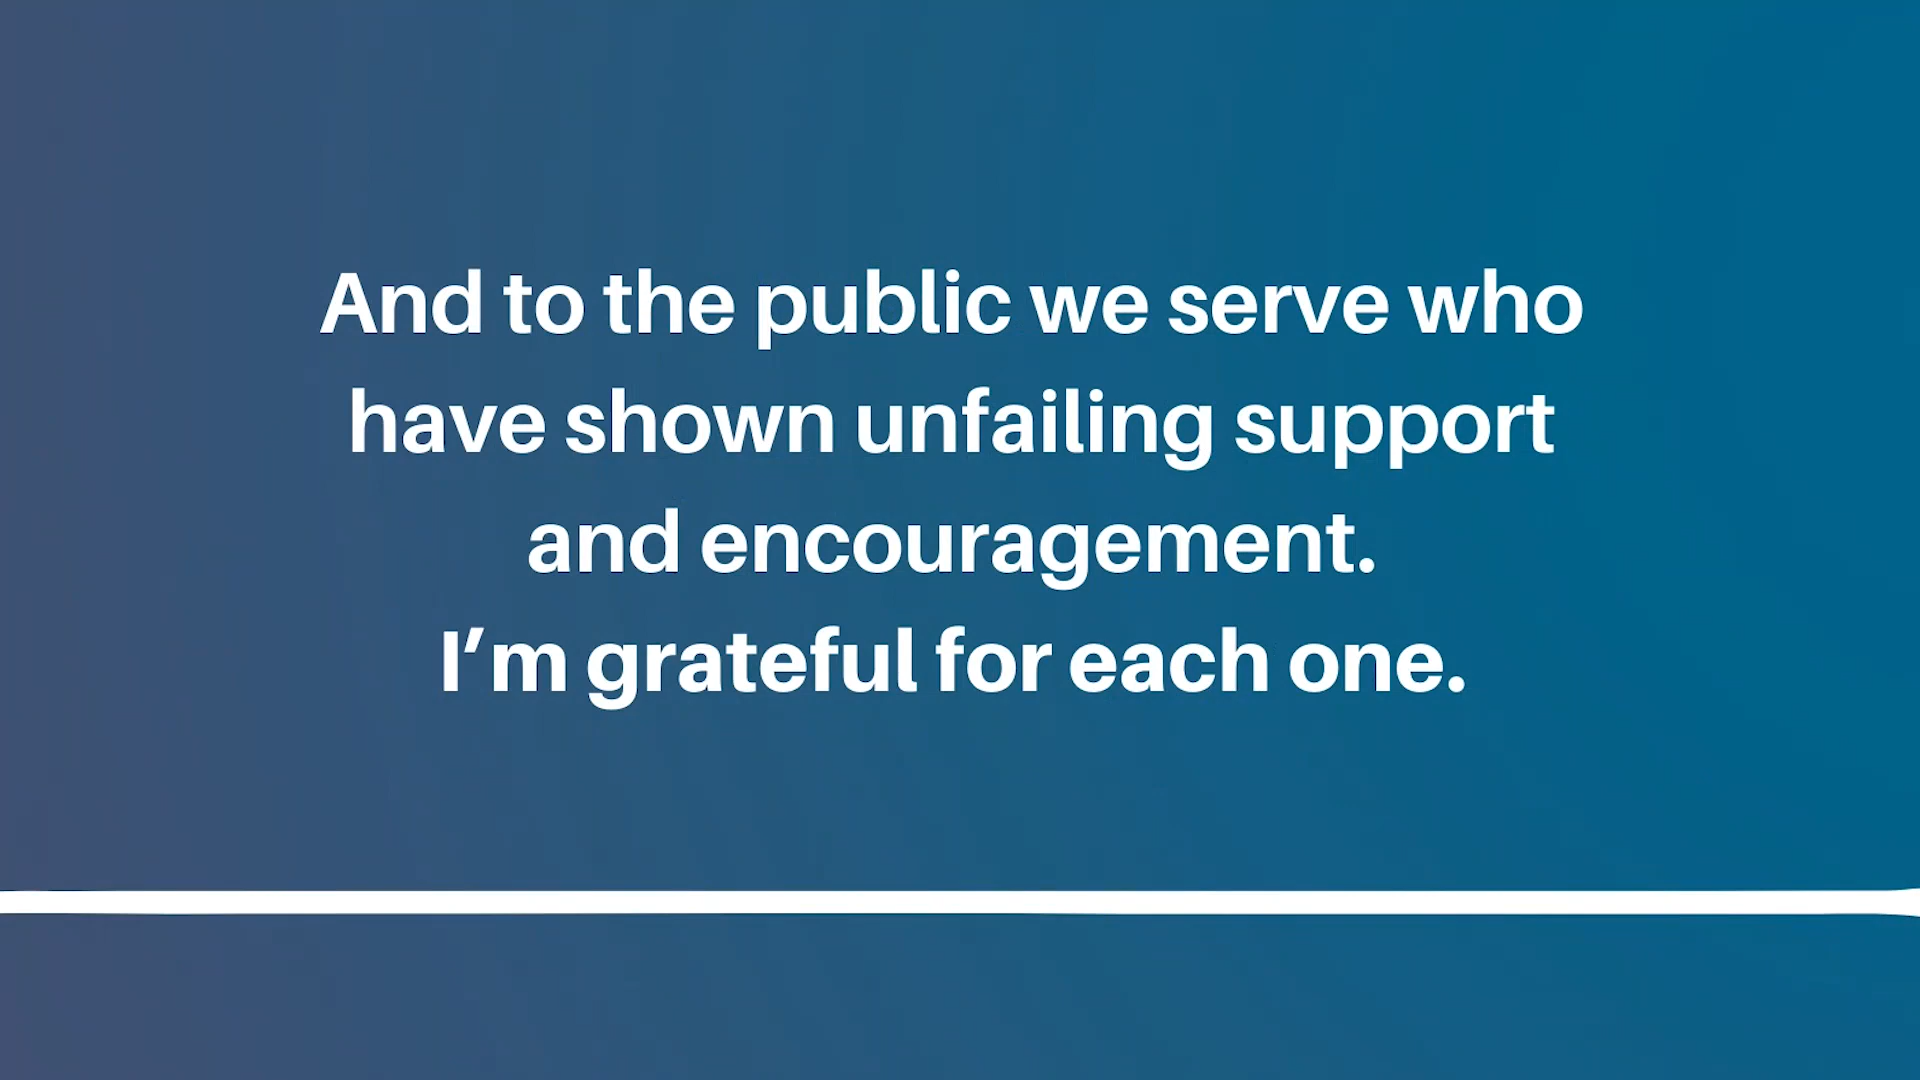 And to the public we serve who
have shown unfailing support
and encouragement.
I’m grateful for each one.